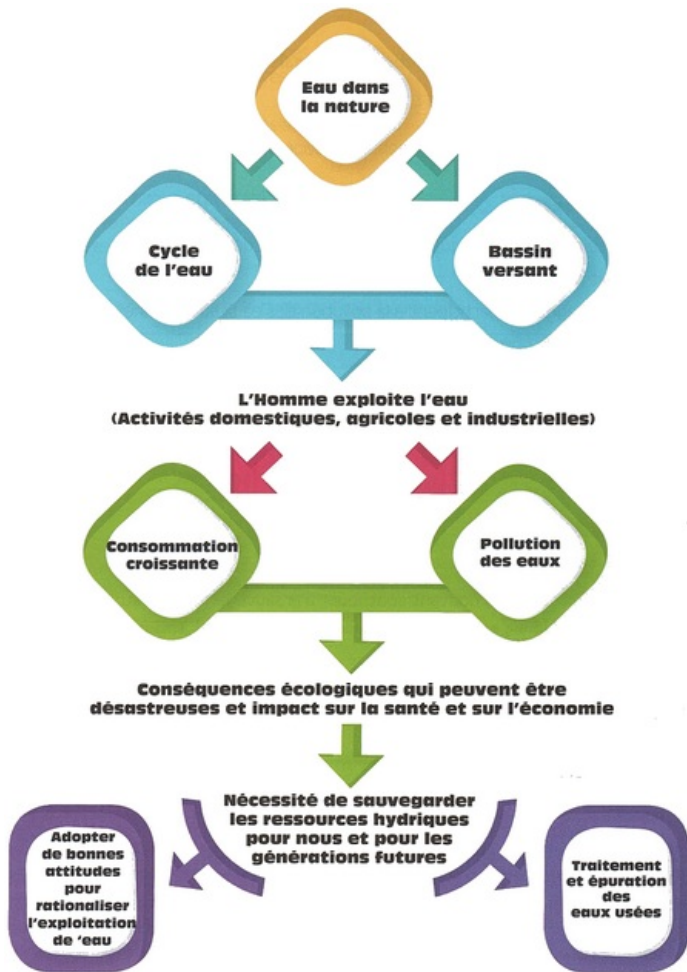 Eau dans
la nature
Cycle
de l'eau
Bassin
versant
L'Homme exploite l'eau
(Activités domestiques, agricoles et industrielles)
Consommation
croissante
Pollution
des eaux
Conséquences écologiques qui peuvent être
désastreuses et impact sur la santé et sur l'économie
Nécessité de sauvegarder
les ressources hydriques
pour nous et pour les
générations futures
Adopter
de bonnes
attitudes
pour
rationaliser
l'exploitation
de 'eau
Traitement
et épuration
des
eaux usées